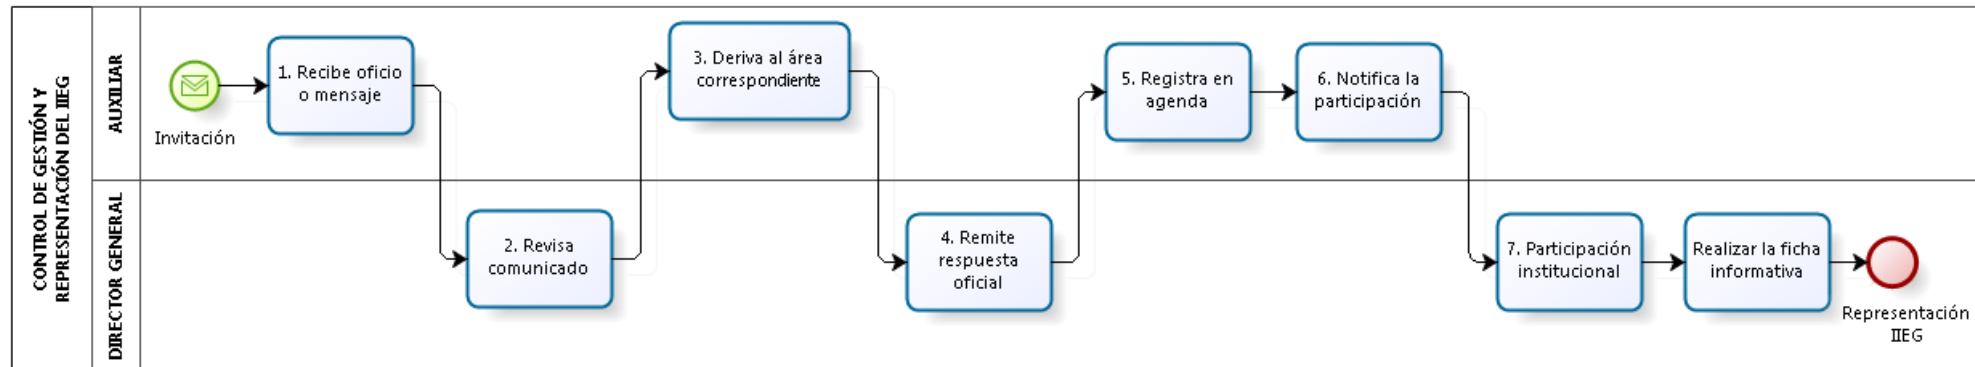 CONTROL DE GESTIÓN Y
REPRESENTACIÓN DEL IIEG
AUXILIAR
Invitación
1. Recibe oficio
o mensaje
3. Deriva al área
correspondiente
5. Registra en
agenda
6. Notifica la
participación
DIRECTOR GENERAL
2. Revisa
comunicado
4. Remite
respuesta
oficial
7. Participación
institucional
Realizar la ficha
informativa
Representación
IIEG